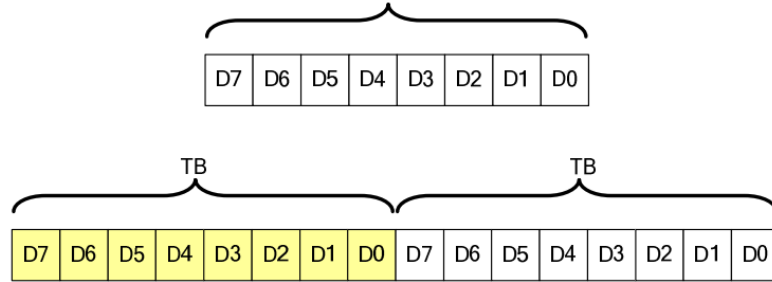 D7 D6 D5 D4 D3 D2 D1 D0
TB TB
D7 D6 D5 D4 D3 D2 D1 D0 D7 D6 D5 D4 D3 D2 D1 D0